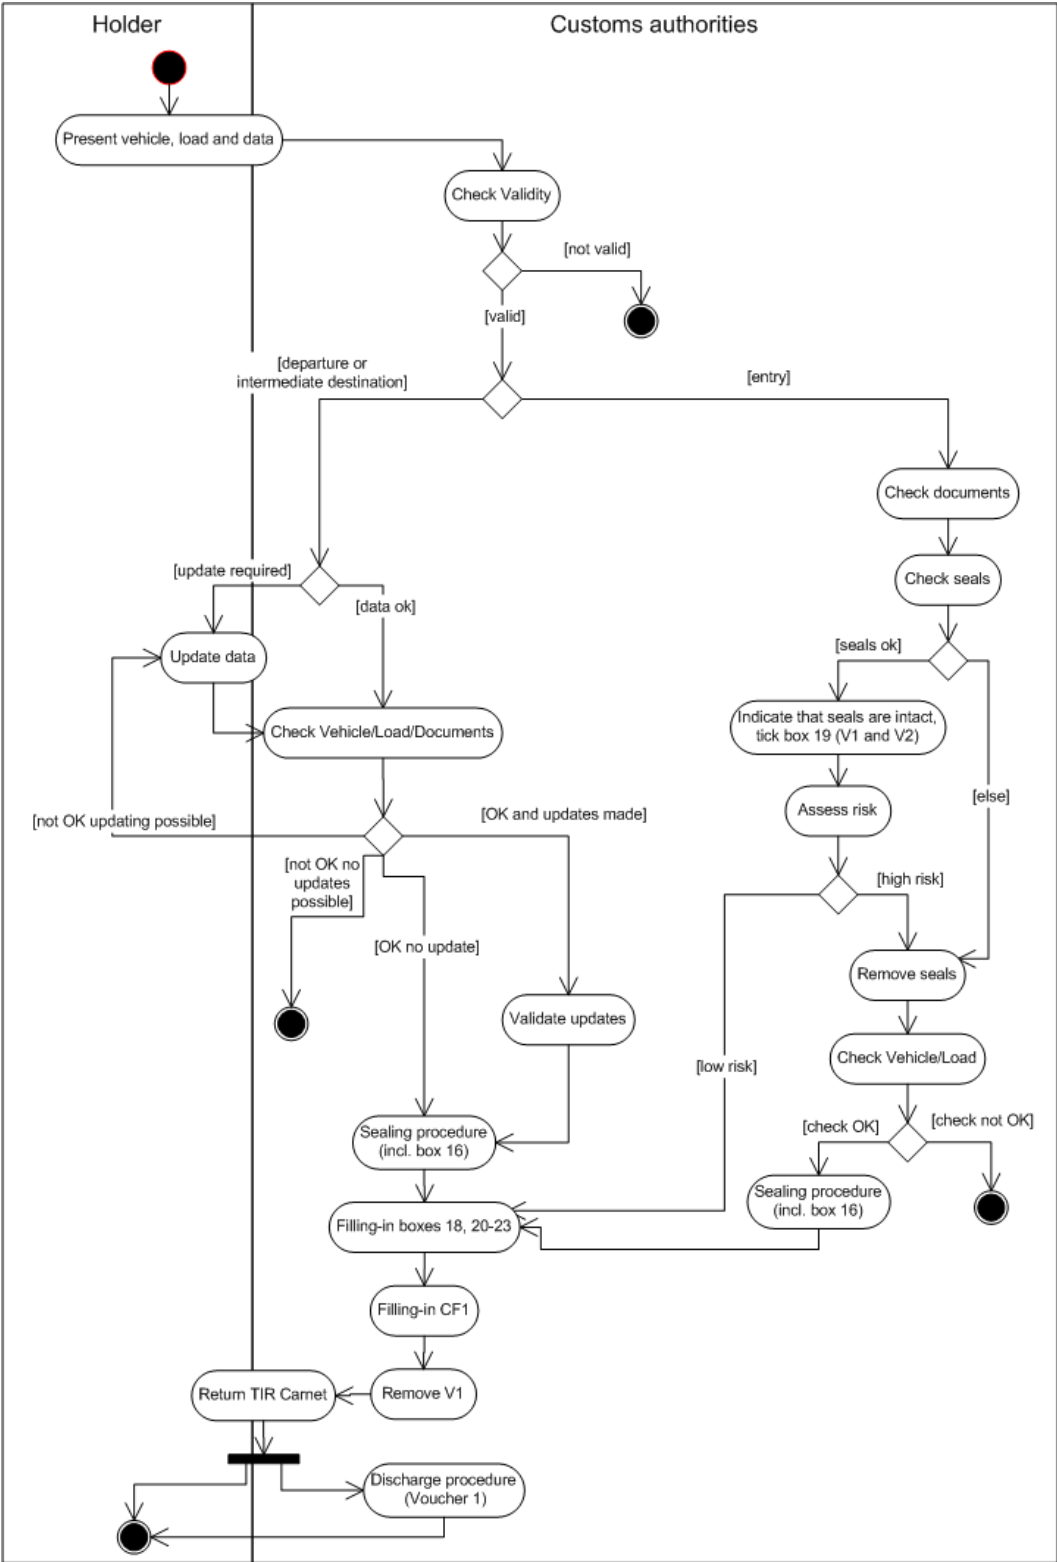 Holder
Customs authorities
Present vehicle, load and data
Check Validity
[not valid]
[valid]
[departure or
intermediate destination]
[entry]
Check documents
Check seals
[update required]
[data ok]
[seals ok]
Update data
Indicate that seals are intact,
tick box 19 (V1 and V2)
Check Vehicle/Load/Documents
[else]
Assess risk
[not OK updating possible]
[OK and updates made]
[not OK no
updates
possible]
[high risk]
[OK no update]
Remove seals
Validate updates
Check Vehicle/Load
[low risk]
[check OK]
[check not OK]
Sealing procedure
(incl. box 16)
Sealing procedure
(incl. box 16)
Filling-in boxes 18, 20-23
Filling-in CF1
Return TIR Carnet
Remove V1
Discharge procedure
(Voucher 1)